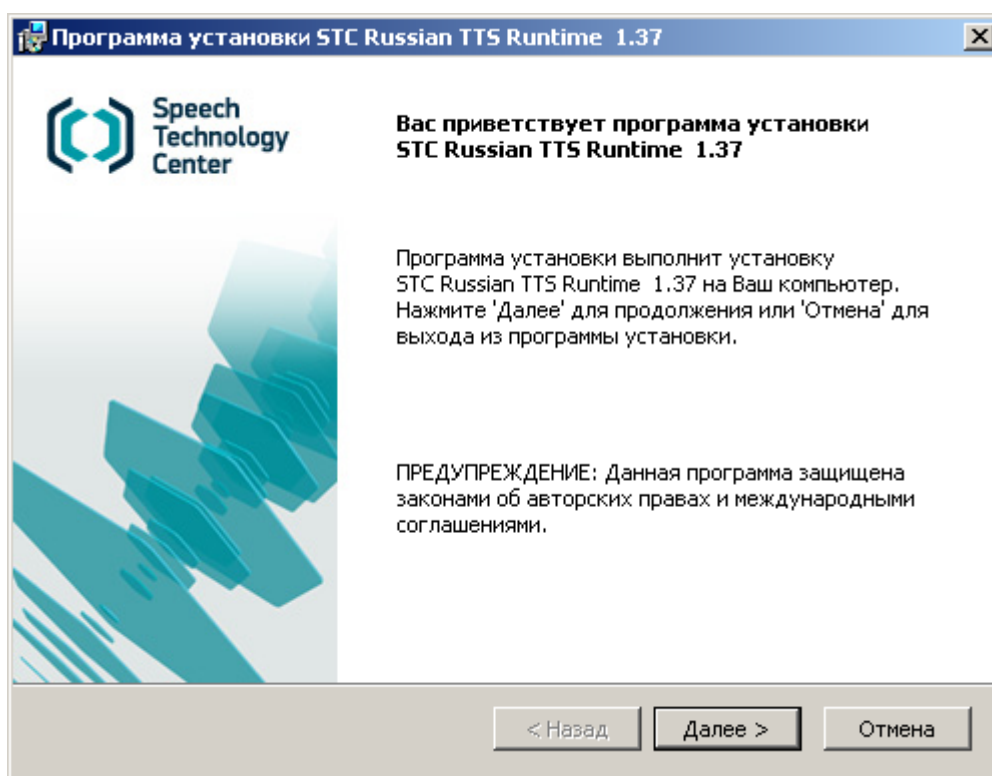 Программа установки STC Russian TTS Runtime 1.37
Speech
Technology
Center
Вас приветствует программа установки
STC Russian TTS Runtime 1.37
Программа установки выполнит установку
STC Russian TTS Runtime 1.37 на Ваш компьютер.
Нажмите 'Далее' для продолжения или 'Отмена' для
выхода из программы установки.
ПРЕДУПРЕЖДЕНИЕ: Данная программа защищена
законами об авторских правах и международными
соглашениями.
< Назад
Далее >
Отмена